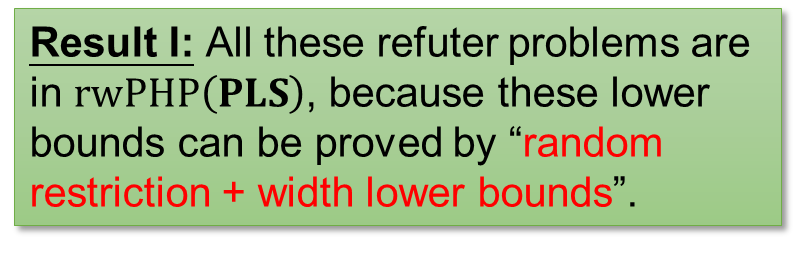 Result I: All these refuter problems are
in rwPHP(PLS), because these lower
bounds can be proved by “random
restriction + width lower bounds”.